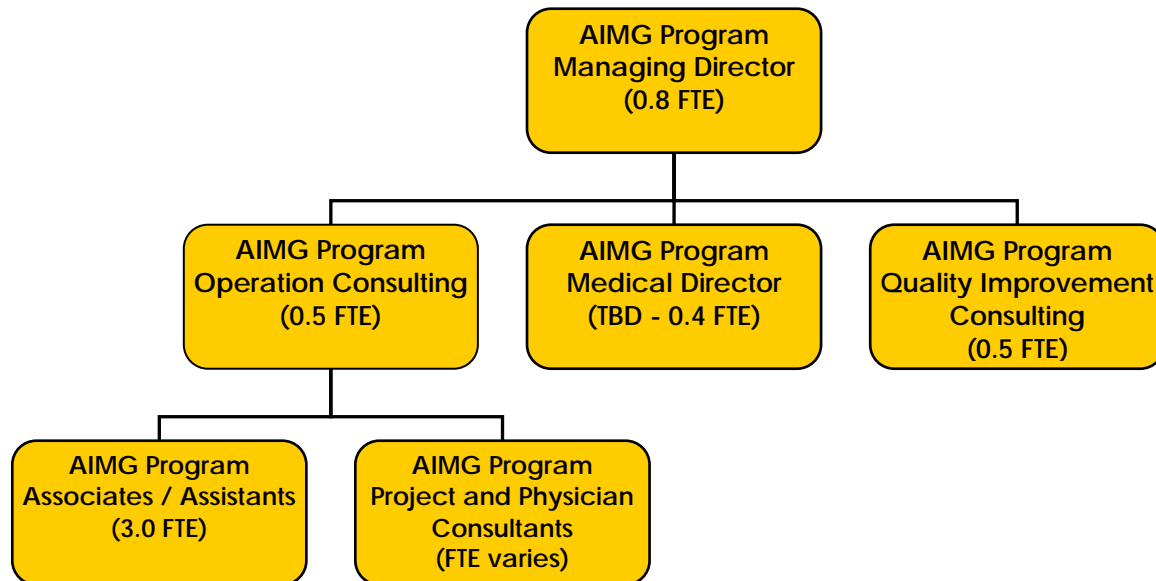 AIMG Program
Managing Director
(0.8 FTE)
AIMG Program
Operation Consulting
(0.5 FTE)
AIMG Program
Medical Director
(TBD - 0.4 FTE)
AIMG Program
Quality Improvement
Consulting
(0.5 FTE)
AIMG Program
Associates / Assistants
(3.0 FTE)
AIMG Program
Project and Physician
Consultants
(FTE varies)